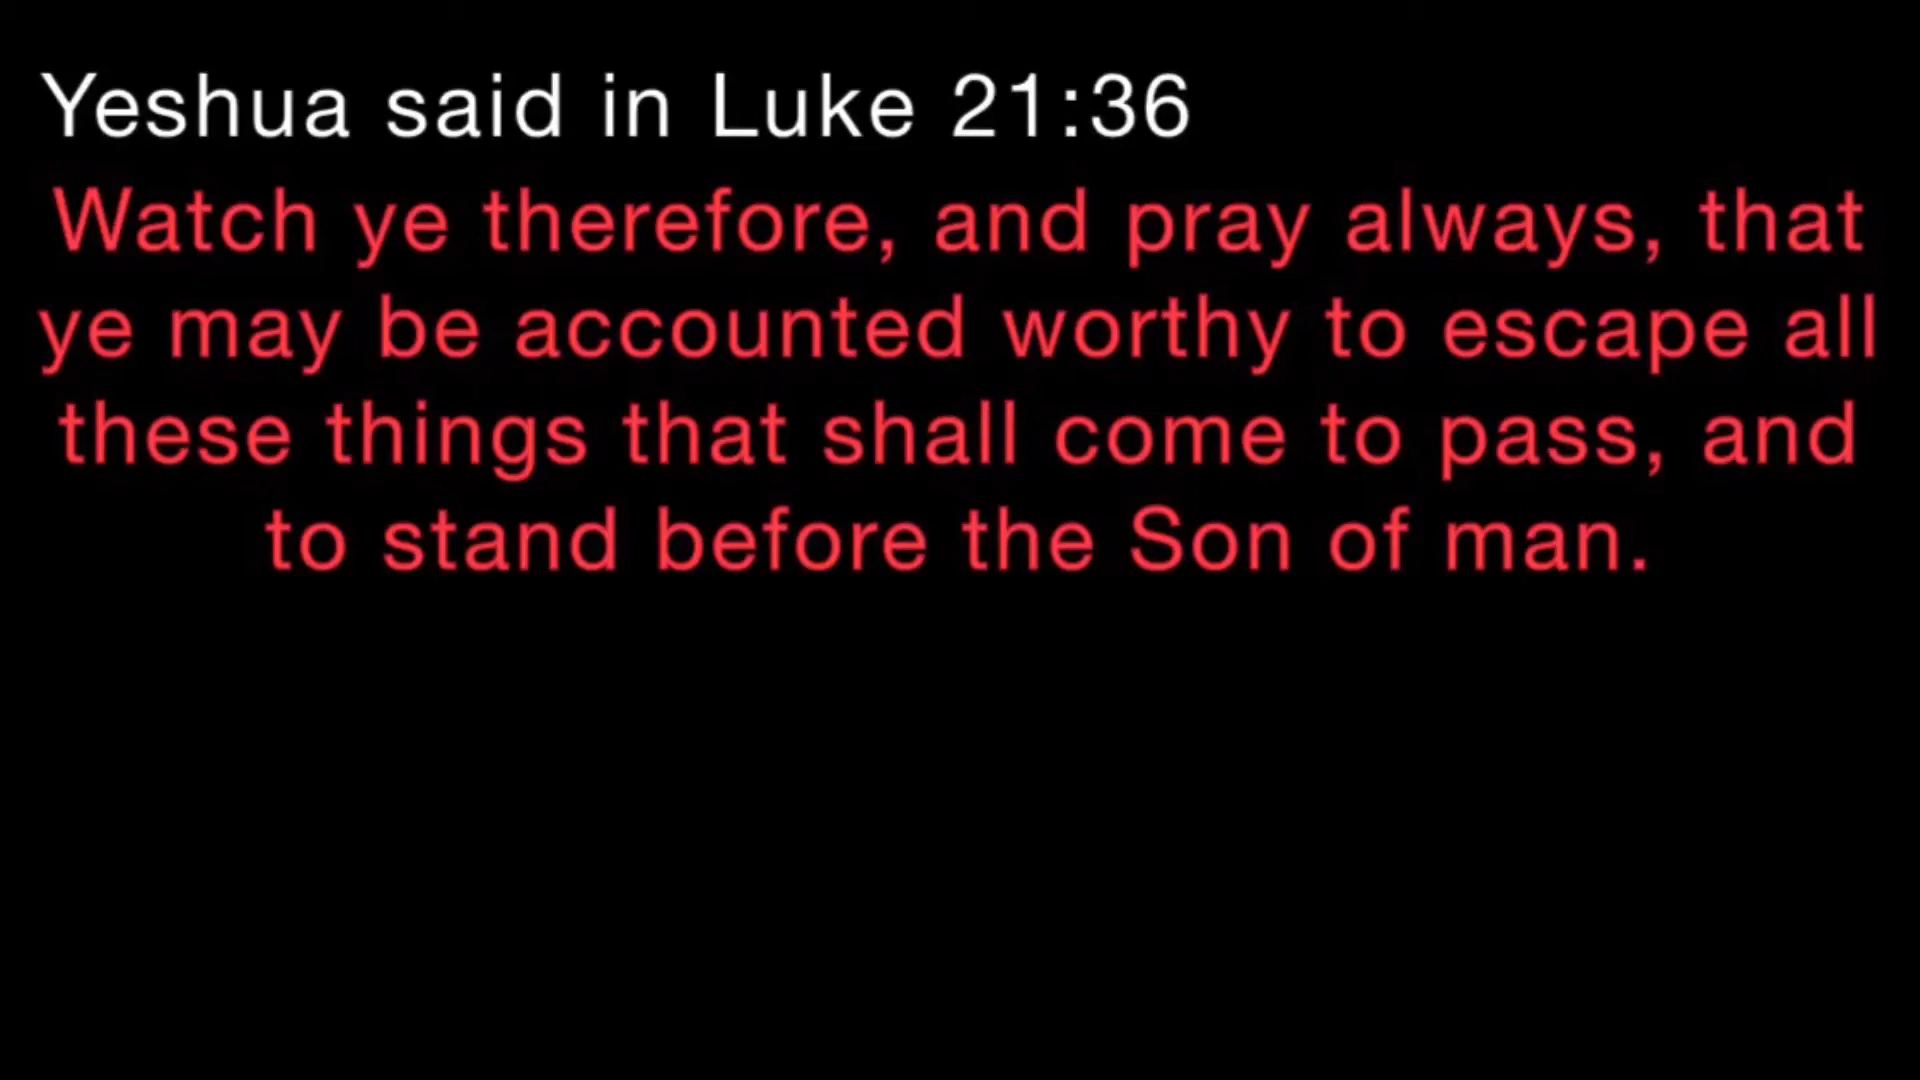 Yeshua said in Luke 21:36
Watch ye therefore, and pray always, that
ye may be accounted worthy to escape all
these things that shall come to pass, and
to stand before the Son of man.